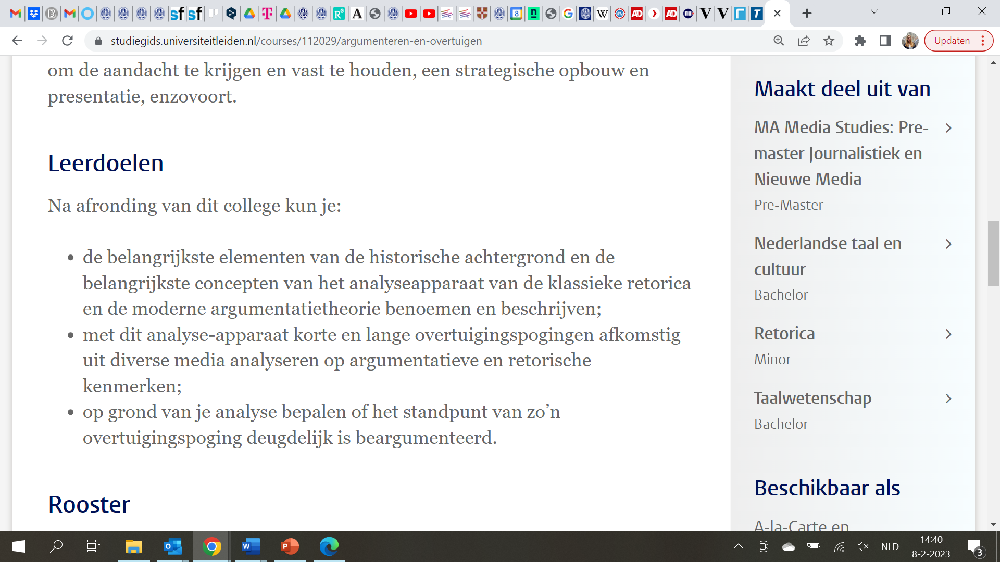 studiegids.universiteitleiden.nl/courses/112029/argumenteren-en-overtuigen
Updaten
om de aandacht te krijgen en vast te houden, een strategische opbouw en
presentatie, enzovoort.
Leerdoelen
Na afronding van dit college kun je:
• de belangrijkste elementen van de historische achtergrond en de
belangrijkste concepten van het analyseapparaat van de klassieke retorica
en de moderne argumentatietheorie benoemen en beschrijven;
• met dit analyse-apparaat korte en lange overtuigingspogingen afkomstig
uit diverse media analyseren op argumentatieve en retorische
kenmerken;
• op grond van je analyse bepalen of het standpunt van zo’n
overtuigingspoging deugdelijk is beargumenteerd.
Rooster
Maakt deel uit van
MA Media Studies: Pre-
master Journalistiek en
Nieuwe Media
Pre-Master
Nederlandse taal en
cultuur
Bachelor
Retorica
Minor
Taalwetenschap
Bachelor
Beschikbaar als
A-la-Carte en
NLD
14:40
8-2-2023
3